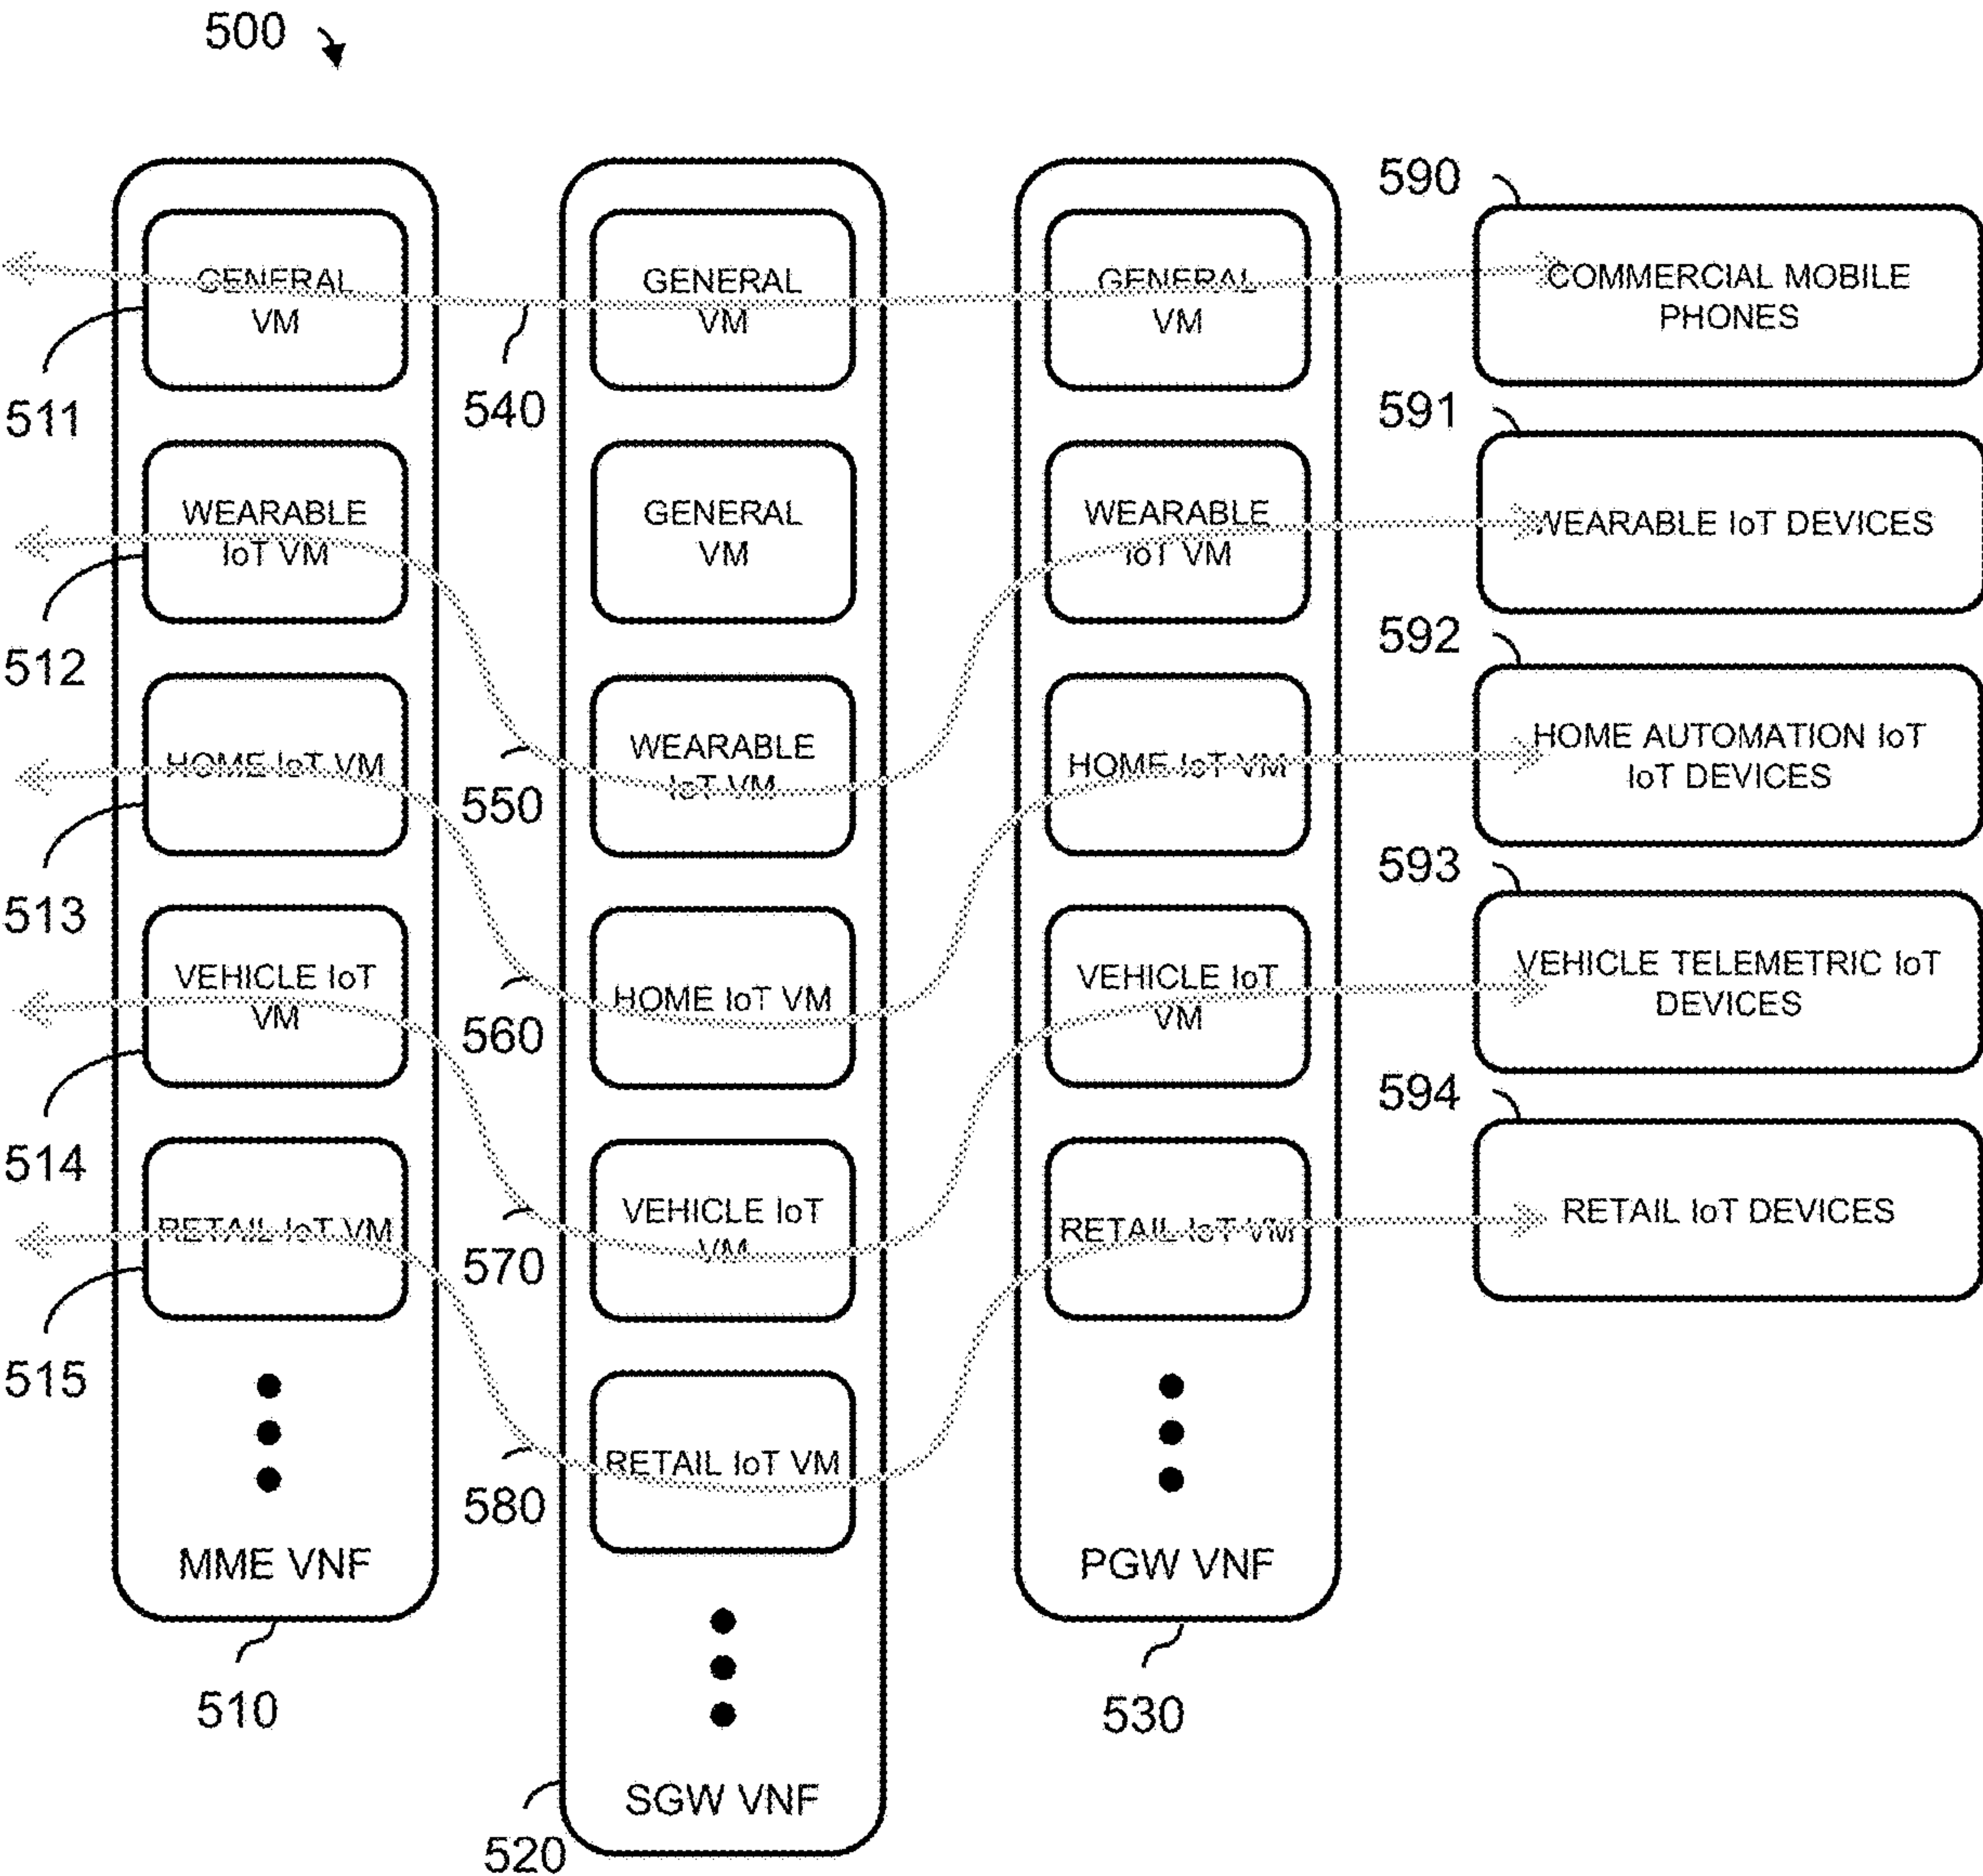 500
590
GENERAL
VM
GENERAL
VM
GENERAL
VM
COMMERCIAL MOBILE
PHONES
511
540
591
WEARABLE
IoT VM
GENERAL
VM
WEARABLE
IoT VM
WEARABLE IoT DEVICES
512
592
HOME IoT VM
WEARABLE
IoT VM
HOME IoT VM
HOME AUTOMATION IoT
IoT DEVICES
550
513
593
VEHICLE IoT
VM
HOME IoT VM
VEHICLE IoT
VM
VEHICLE TELEMETRIC IoT
DEVICES
560
514
594
RETAIL IoT VM
VEHICLE IoT
VM
RETAIL IoT VM
RETAIL IoT DEVICES
570
515
RETAIL IoT VM
580
MME VNF
PGW VNF
510
530
SGW VNF
520